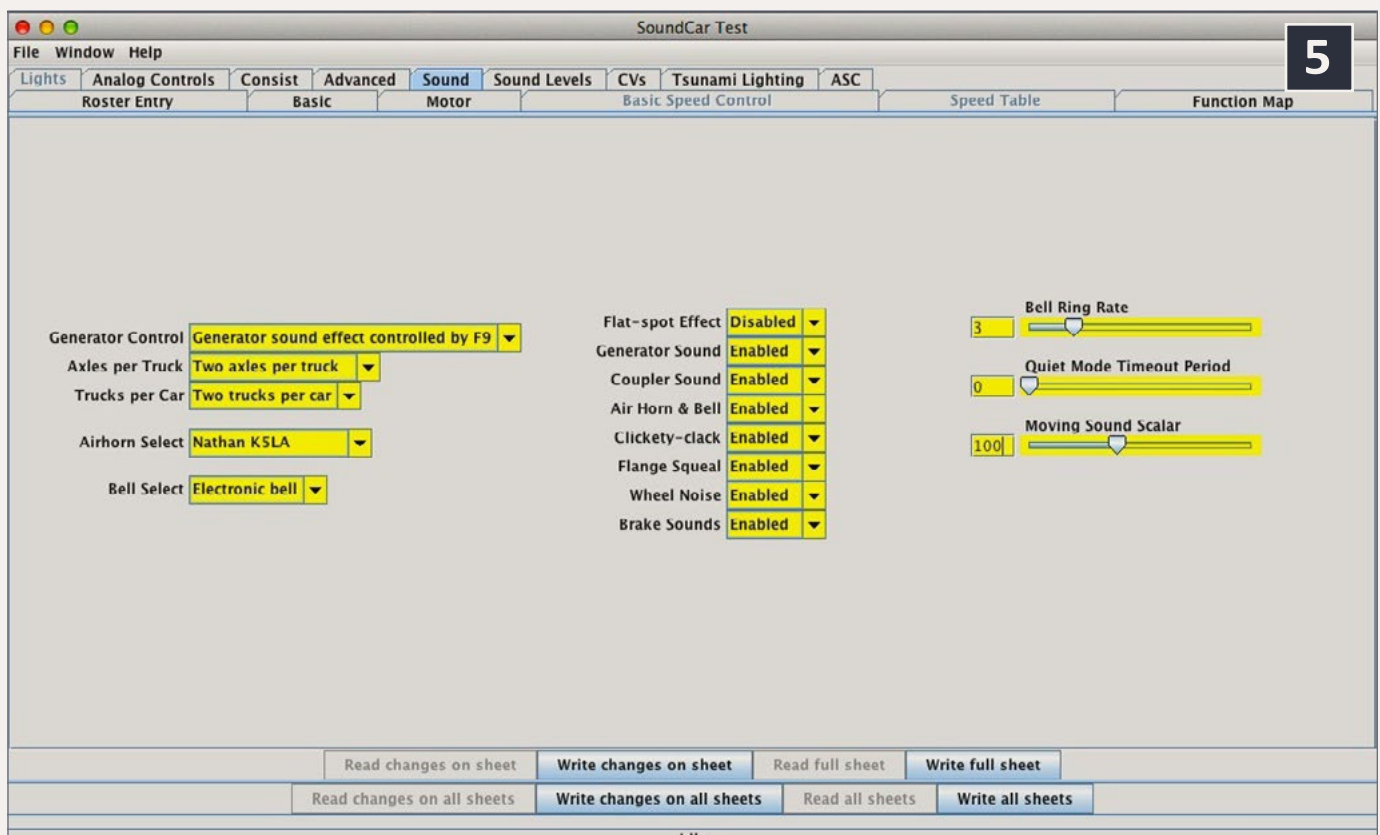 SoundCar Test
5
File Window Help
Lights Analog Controls Consist Advanced Sound Sound Levels CVs Tsunami Lighting ASC
Roster Entry Basic Motor Basic Speed Control Speed Table Function Map
Generator Control Generator sound effect controlled by F9
Axles per Truck Two axles per truck
Trucks per Car Two trucks per car
Airhorn Select Nathan K5LA
Bell Select Electronic bell
Flat-spot Effect Disabled
Generator Sound Enabled
Coupler Sound Enabled
Air Horn & Bell Enabled
Clickety-clack Enabled
Flange Squeal Enabled
Wheel Noise Enabled
Brake Sounds Enabled
Bell Ring Rate
3
Quiet Mode Timeout Period
0
Moving Sound Scalar
100
Read changes on sheet Write changes on sheet Read full sheet Write full sheet
Read changes on all sheets Write changes on all sheets Read all sheets Write all sheets